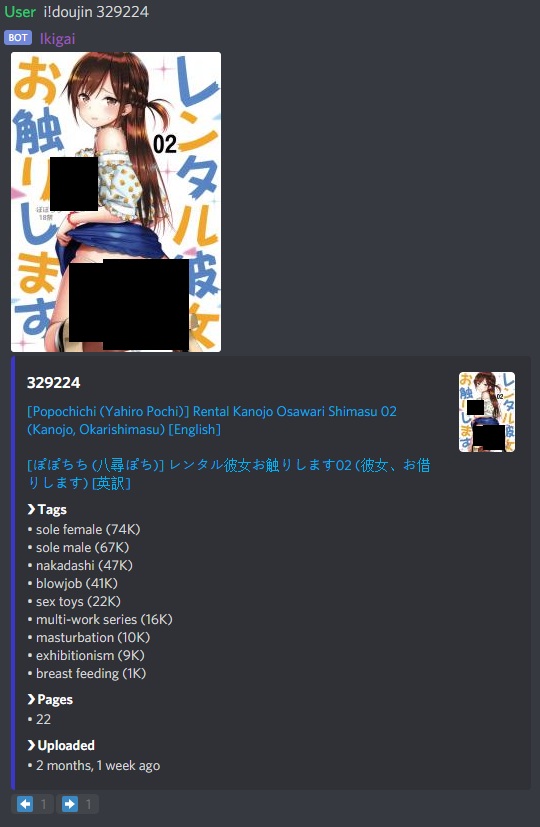 User i!doujin 329224
BOT Ikigai
レンタル彼女
お触りします
02
18禁
329224
[Popochichi (Yahiro Pochi)] Rental Kanojo Osawari Shimasu 02
(Kanojo, Okarishimasu) [English]
[ぽぽちち (八尋ぽち)] レンタル彼女お触りします02 (彼女、お借
りします) [英訳]
❯Tags
• sole female (74K)
• sole male (67K)
• nakadashi (47K)
• blowjob (41K)
• sex toys (22K)
• multi-work series (16K)
• masturbation (10K)
• exhibitionism (9K)
• breast feeding (1K)
❯Pages
• 22
❯Uploaded
• 2 months, 1 week ago
1 1